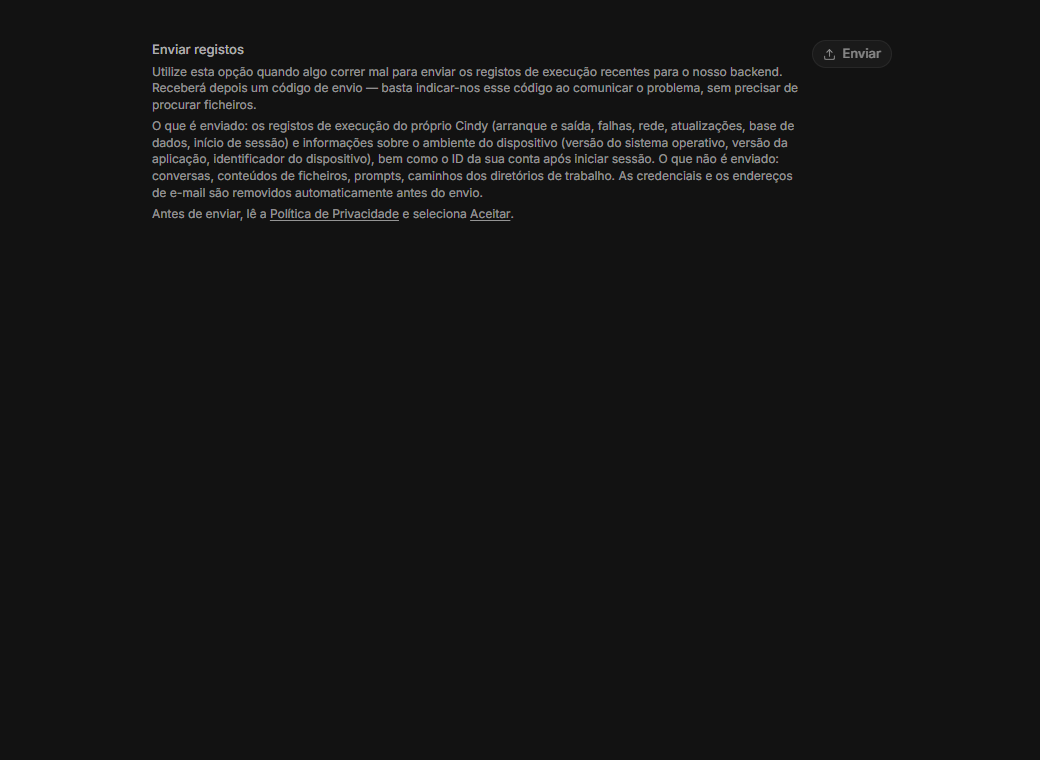 Enviar registos
Enviar
Utilize esta opção quando algo correr mal para enviar os registos de execução recentes para o nosso backend.
Receberá depois um código de envio — basta indicar-nos esse código ao comunicar o problema, sem precisar de
procurar ficheiros.
O que é enviado: os registos de execução do próprio Cindy (arranque e saída, falhas, rede, atualizações, base de
dados, início de sessão) e informações sobre o ambiente do dispositivo (versão do sistema operativo, versão da
aplicação, identificador do dispositivo), bem como o ID da sua conta após iniciar sessão. O que não é enviado:
conversas, conteúdos de ficheiros, prompts, caminhos dos diretórios de trabalho. As credenciais e os endereços
de e-mail são removidos automaticamente antes do envio.
Antes de enviar, lê a Política de Privacidade e seleciona Aceitar.